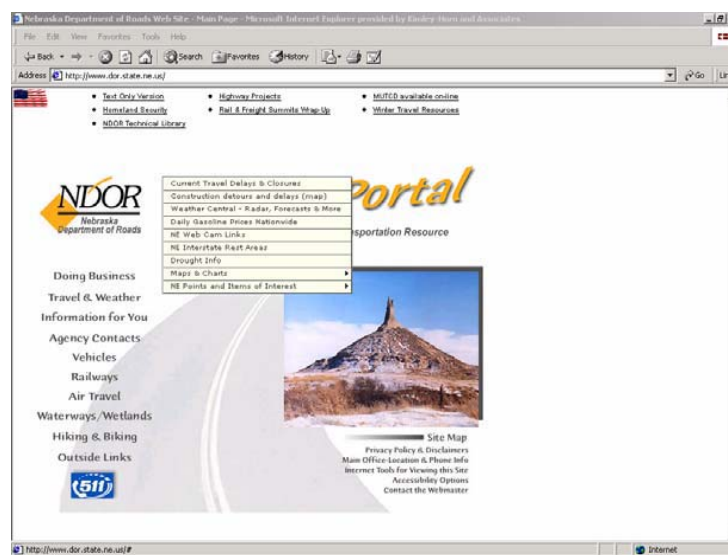 Nebraska Department of Roads Web Site - Main Page - Microsoft Internet Explorer provided by Kimley-Horn and Associates
File Edit View Favorites Tools Help
Back Search Favorites History
Address http://www.dor.state.ne.us/ Go
Text Only Version
Homeland Security
NDOR Technical Library
Highway Projects
Rail & Freight Summits Wrap-Up
MUTCD available on-line
Winter Travel Resources
NDOR
Nebraska
Department of Roads
Portal
Resource
Current Travel Delays & Closures
Construction detours and delays (map)
Weather Central - Radar, Forecasts & More
Daily Gasoline Prices Nationwide
NE Web Cam Links
NE Interstate Rest Areas
Drought Info
Maps & Charts
NE Points and Items of Interest
Doing Business
Travel & Weather
Information for You
Agency Contacts
Vehicles
Railways
Air Travel
Waterways/Wetlands
Hiking & Biking
Outside Links
511
Site Map
Privacy Policy & Disclaimers
Main Office-Location & Phone Info
Internet Tools for Viewing this Site
Accessibility Options
Contact the Webmaster
http://www.dor.state.ne.us/# Internet